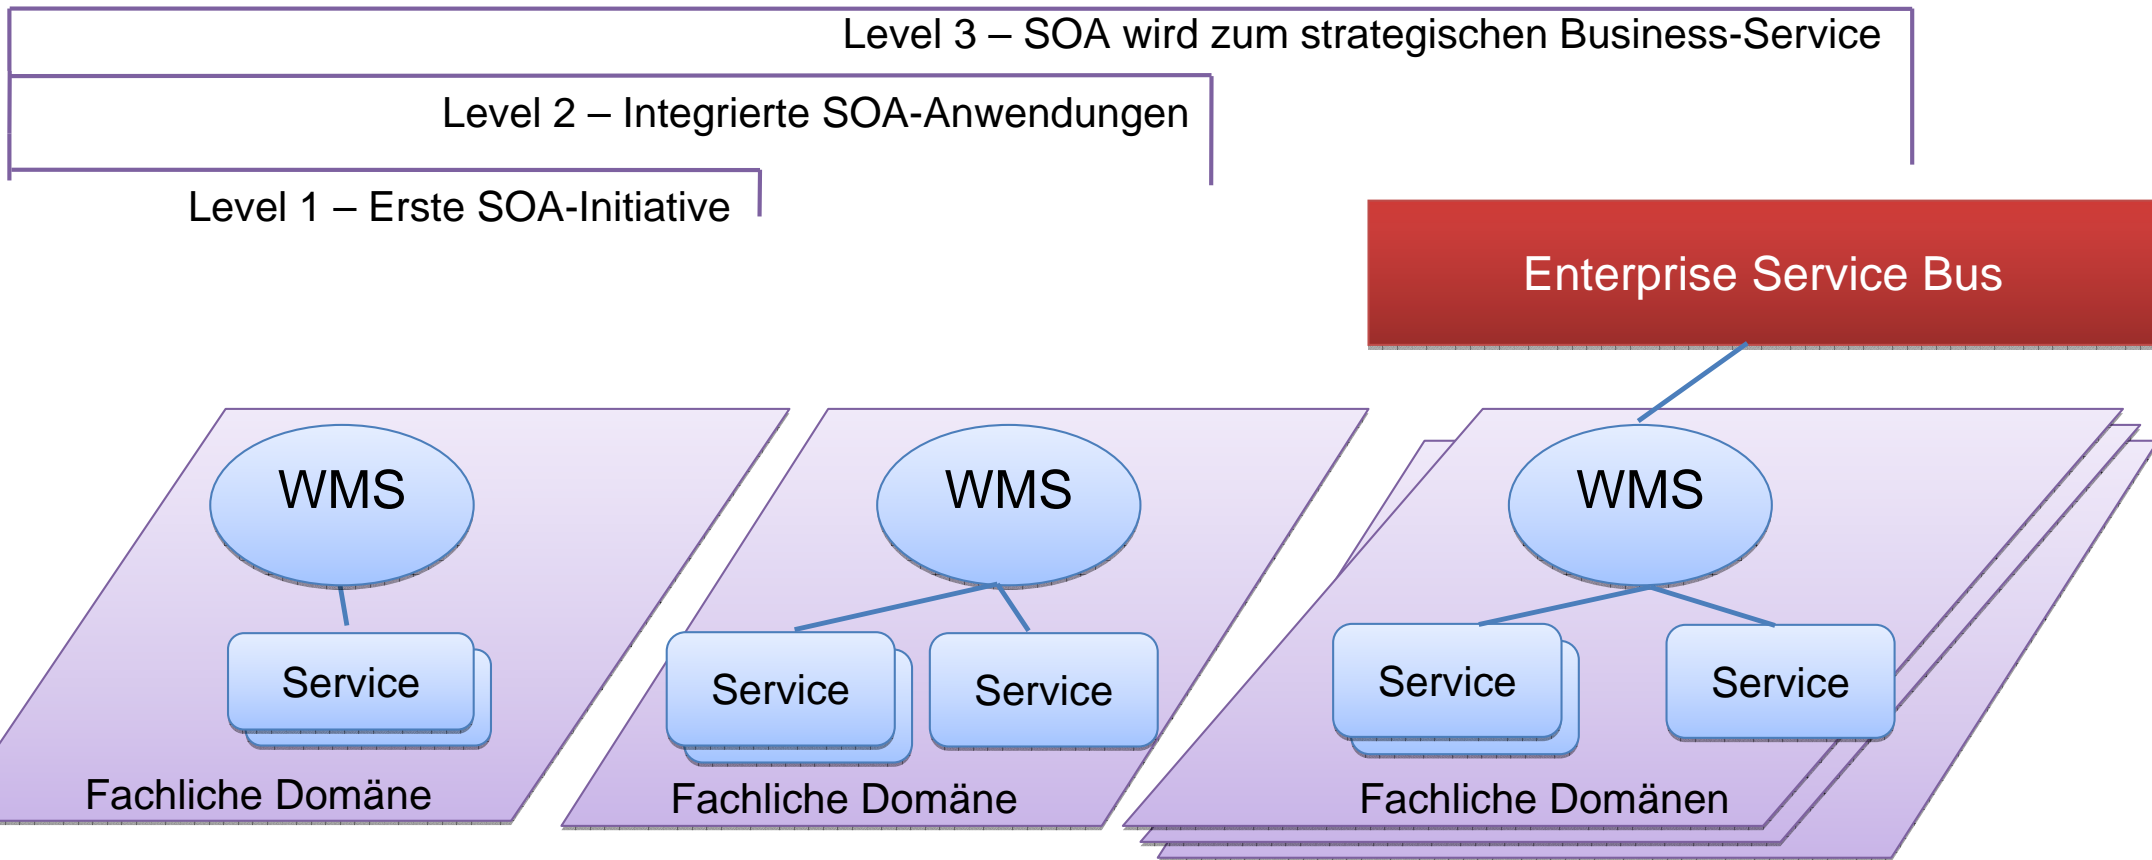 Level 3 – SOA wird zum strategischen Business-Service
Level 2 – Integrierte SOA-Anwendungen
Level 1 – Erste SOA-Initiative
Enterprise Service Bus
WMS
Service
Fachliche Domäne
WMS
Service
Service
Fachliche Domäne
WMS
Service
Service
Fachliche Domänen